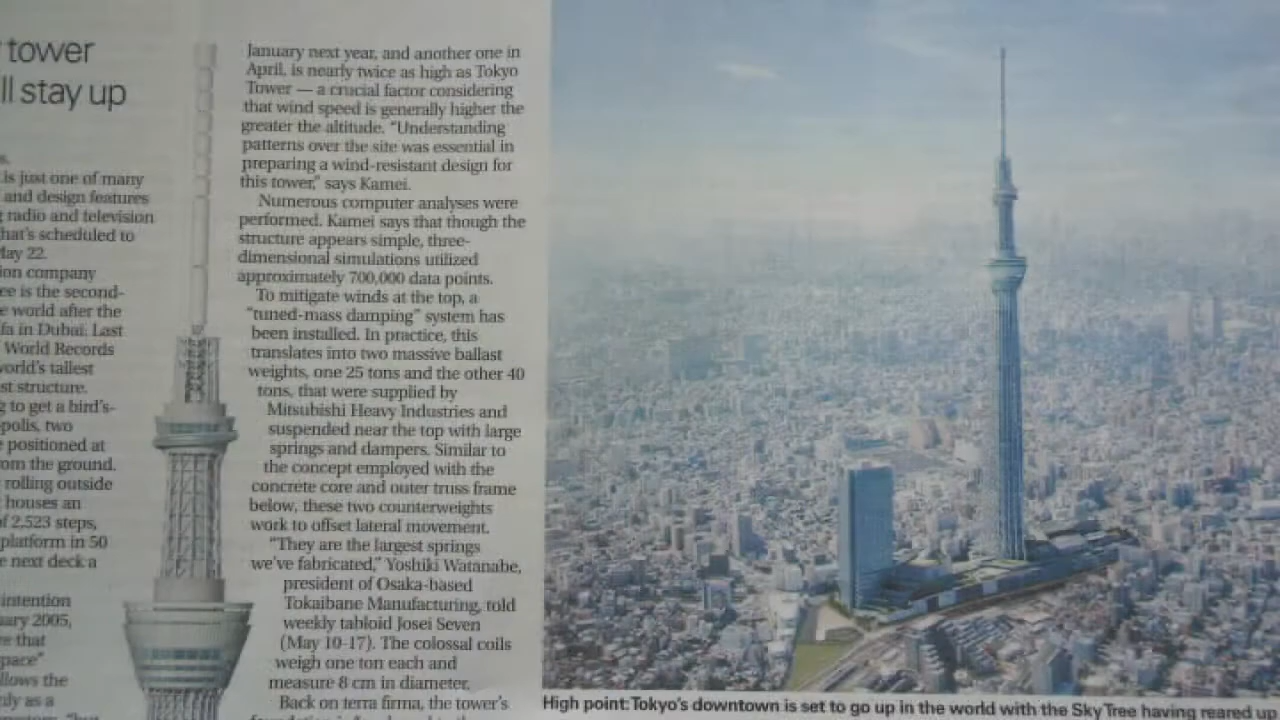 tower
ll stay up
is just one of many
and design features
radio and television
hat's scheduled to
May 22.
ion company
ee is the second-
e world after the
fa in Dubai. Last
World Records
world's tallest
st structure.
g to get a bird's-
opolis, two
e positioned at
om the ground.
rolling outside
houses an
of 2,523 steps,
platform in 50
e next deck a
intention
uary 2005,
re that
pace"
llows the
nly as a
January next year, and another one in
April, is nearly twice as high as Tokyo
Tower — a crucial factor considering
that wind speed is generally higher the
greater the altitude. "Understanding
patterns over the site was essential in
preparing a wind-resistant design for
this tower," says Kamei.
Numerous computer analyses were
performed. Kamei says that though the
structure appears simple, three-
dimensional simulations utilized
approximately 700,000 data points.
To mitigate winds at the top, a
"tuned-mass damping" system has
been installed. In practice, this
translates into two massive ballast
weights, one 25 tons and the other 40
tons, that were supplied by
Mitsubishi Heavy Industries and
suspended near the top with large
springs and dampers. Similar to
the concept employed with the
concrete core and outer truss frame
below, these two counterweights
work to offset lateral movement.
"They are the largest springs
we've fabricated," Yoshiki Watanabe,
president of Osaka-based
Tokaibane Manufacturing, told
weekly tabloid Josei Seven
(May 10-17). The colossal coils
weigh one ton each and
measure 8 cm in diameter.
Back on terra firma, the tower's
High point: Tokyo's downtown is set to go up in the world with the Sky Tree having reared up